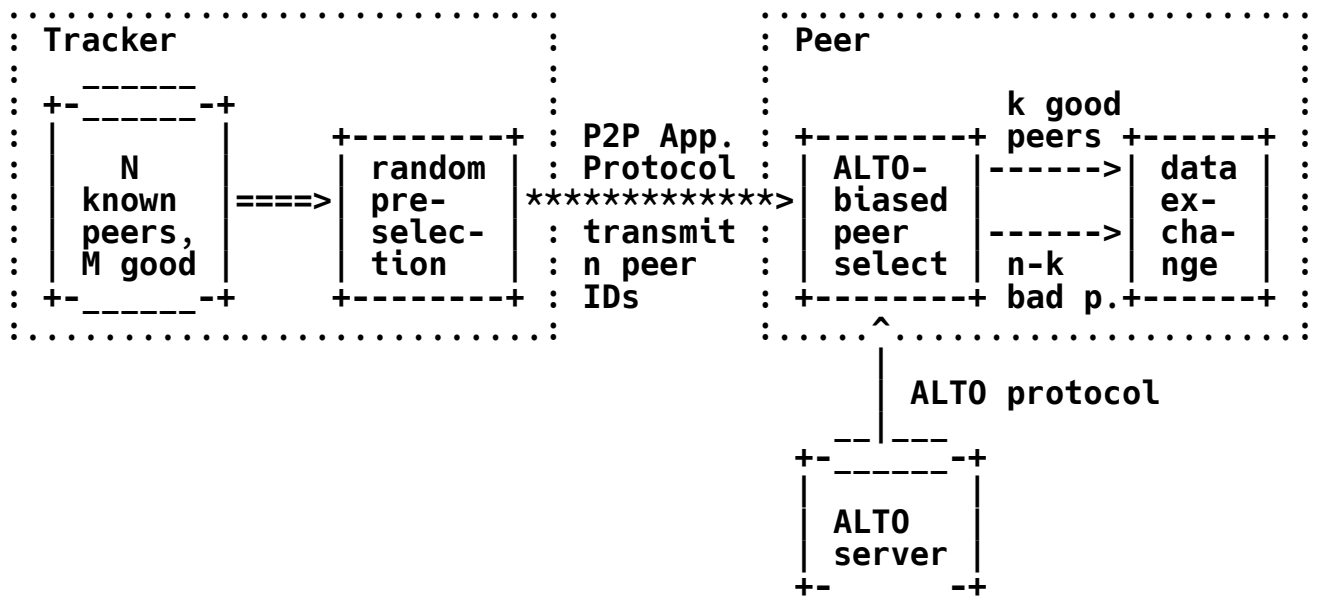 Tracker
Peer
k good
peers
P2P App.
Protocol
N
known
peers,
M good
random
pre-
selec-
tion
transmit
n peer
IDs
ALTO-
biased
peer
select
n-k
bad p.
data
ex-
cha-
nge
ALTO protocol
ALTO
server